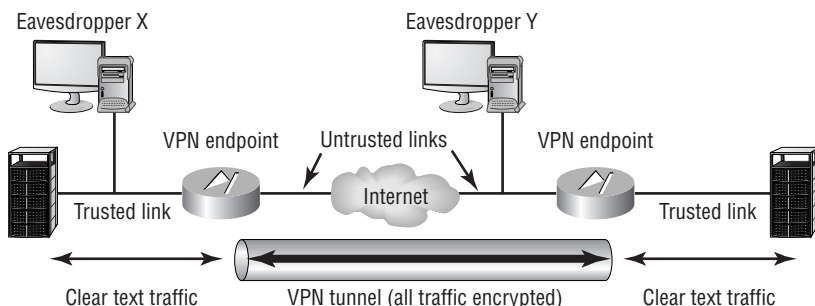 Eavesdropper X
Eavesdropper Y
VPN endpoint
Untrusted links
VPN endpoint
Trusted link
Internet
Trusted link
Clear text traffic
VPN tunnel (all traffic encrypted)
Clear text traffic